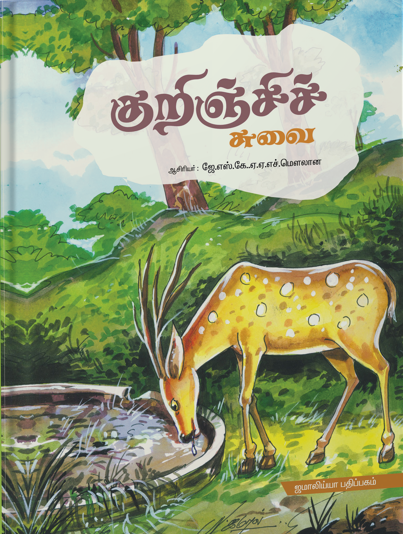 குறிஞ்சிச்
சுவை
ஆசிரியர் : ஜே.எஸ்.கே.ஏ.ஏ.எச்.மௌலானா
ஜமாலிய்யா பதிப்பகம்